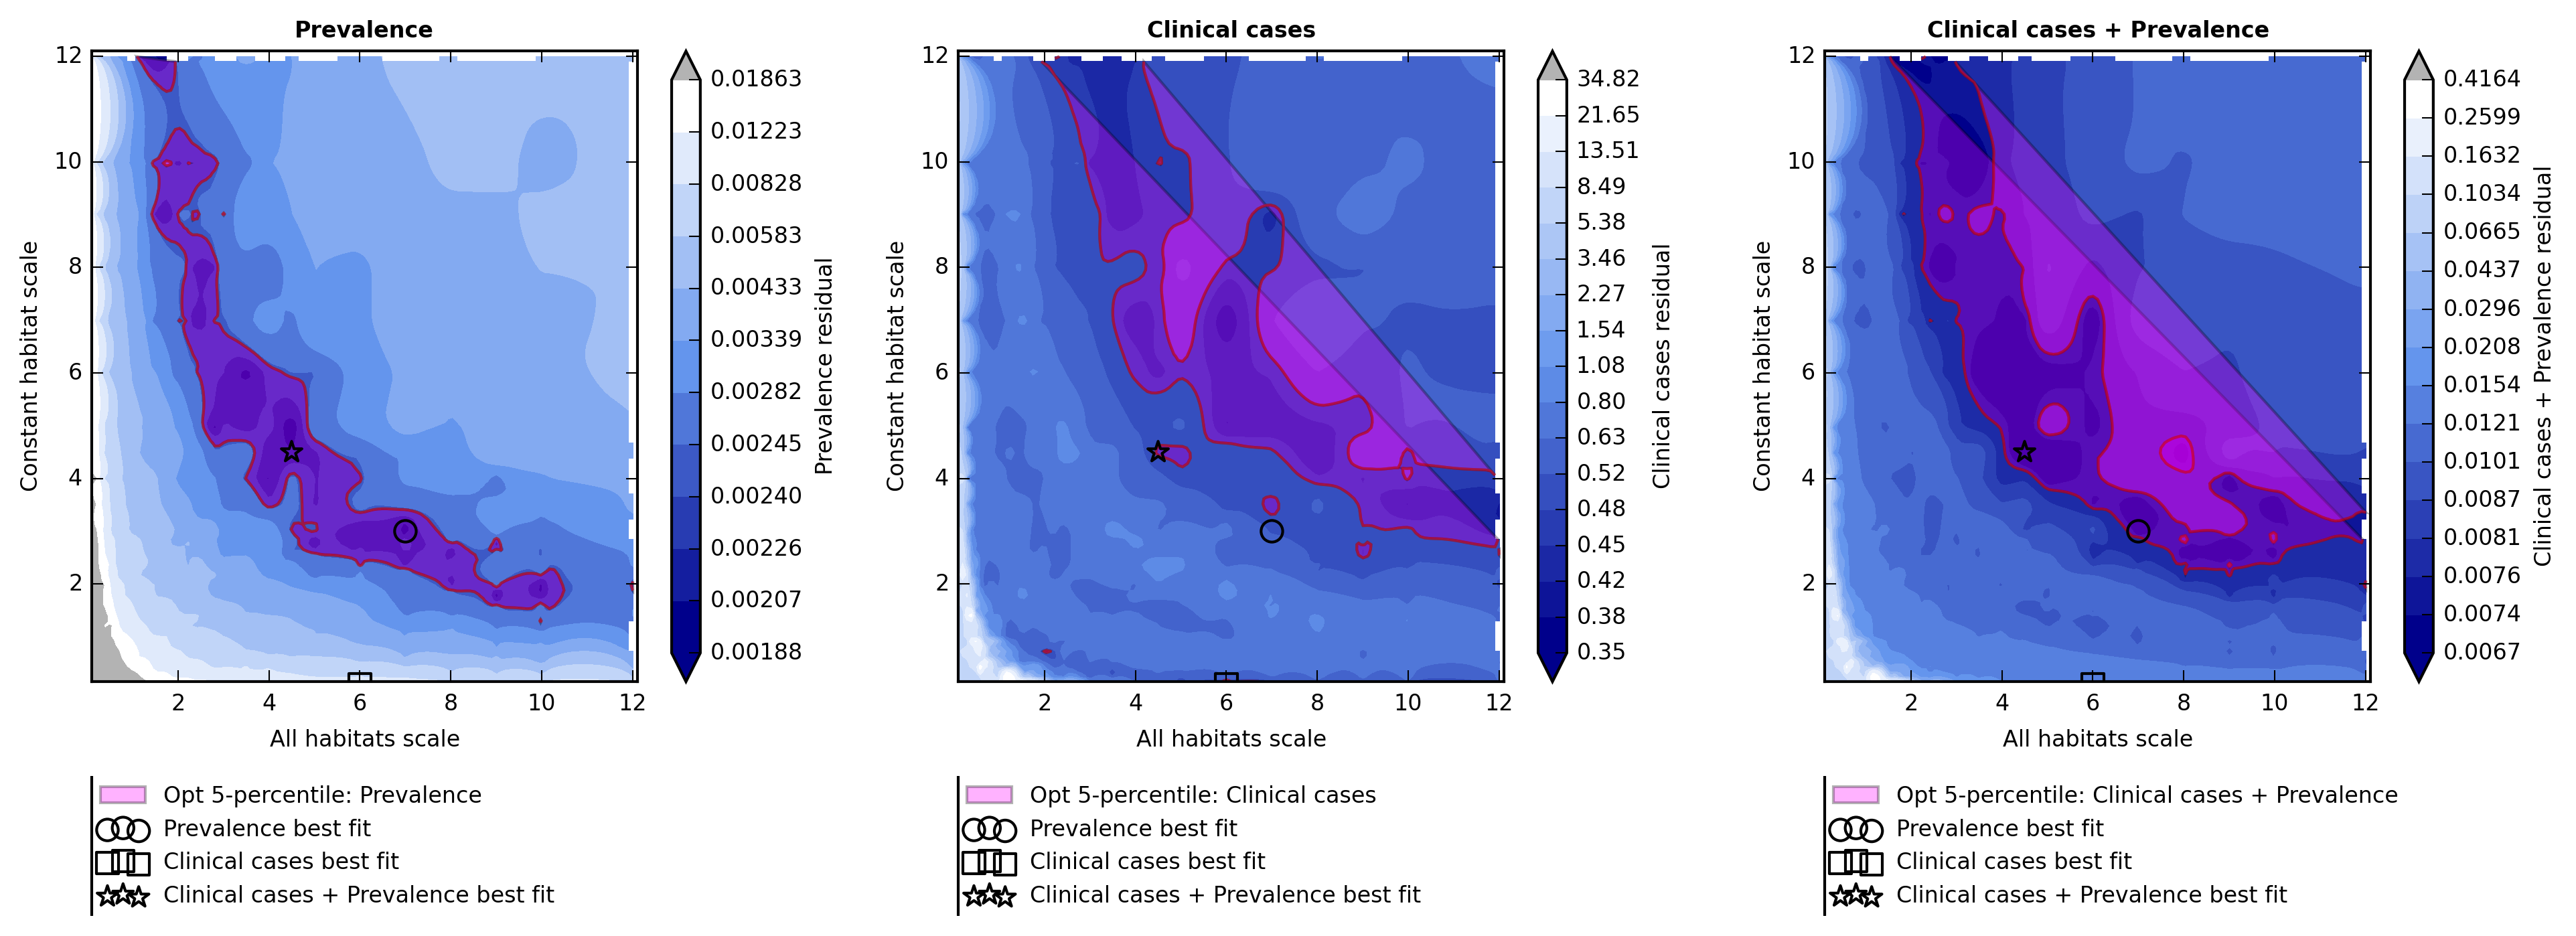 Prevalence
Constant habitat scale
12
10
8
6
4
2
2 4 6 8 10 12
All habitats scale
0.01863
0.01223
0.00828
0.00583
0.00433
0.00339
0.00282
0.00245
0.00240
0.00226
0.00207
0.00188
Prevalence residual
Opt 5-percentile: Prevalence
Prevalence best fit
Clinical cases best fit
Clinical cases + Prevalence best fit
Clinical cases
Constant habitat scale
12
10
8
6
4
2
2 4 6 8 10 12
All habitats scale
34.82
21.65
13.51
8.49
5.38
3.46
2.27
1.54
1.08
0.80
0.63
0.52
0.48
0.45
0.42
0.38
0.35
Clinical cases residual
Opt 5-percentile: Clinical cases
Prevalence best fit
Clinical cases best fit
Clinical cases + Prevalence best fit
Clinical cases + Prevalence
Constant habitat scale
12
10
8
6
4
2
2 4 6 8 10 12
All habitats scale
0.4164
0.2599
0.1632
0.1034
0.0665
0.0437
0.0296
0.0208
0.0154
0.0121
0.0101
0.0087
0.0081
0.0076
0.0074
0.0067
Clinical cases + Prevalence residual
Opt 5-percentile: Clinical cases + Prevalence
Prevalence best fit
Clinical cases best fit
Clinical cases + Prevalence best fit